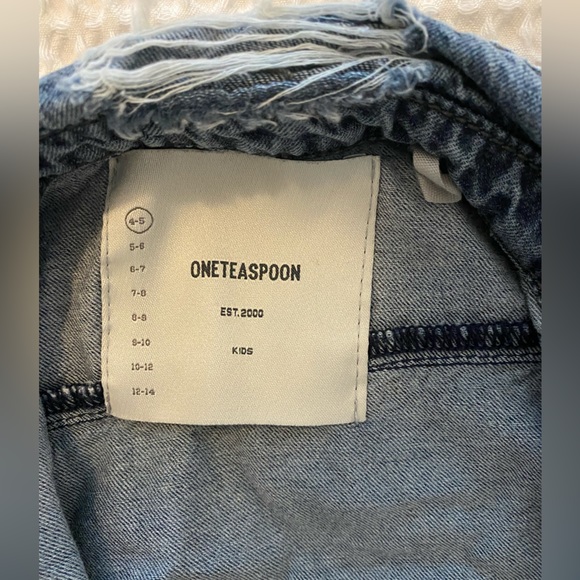 4-5
5-6
6-7
7-8
8-8
9-10
10-12
12-14
ONETEASPOON
EST.2000
KIDS